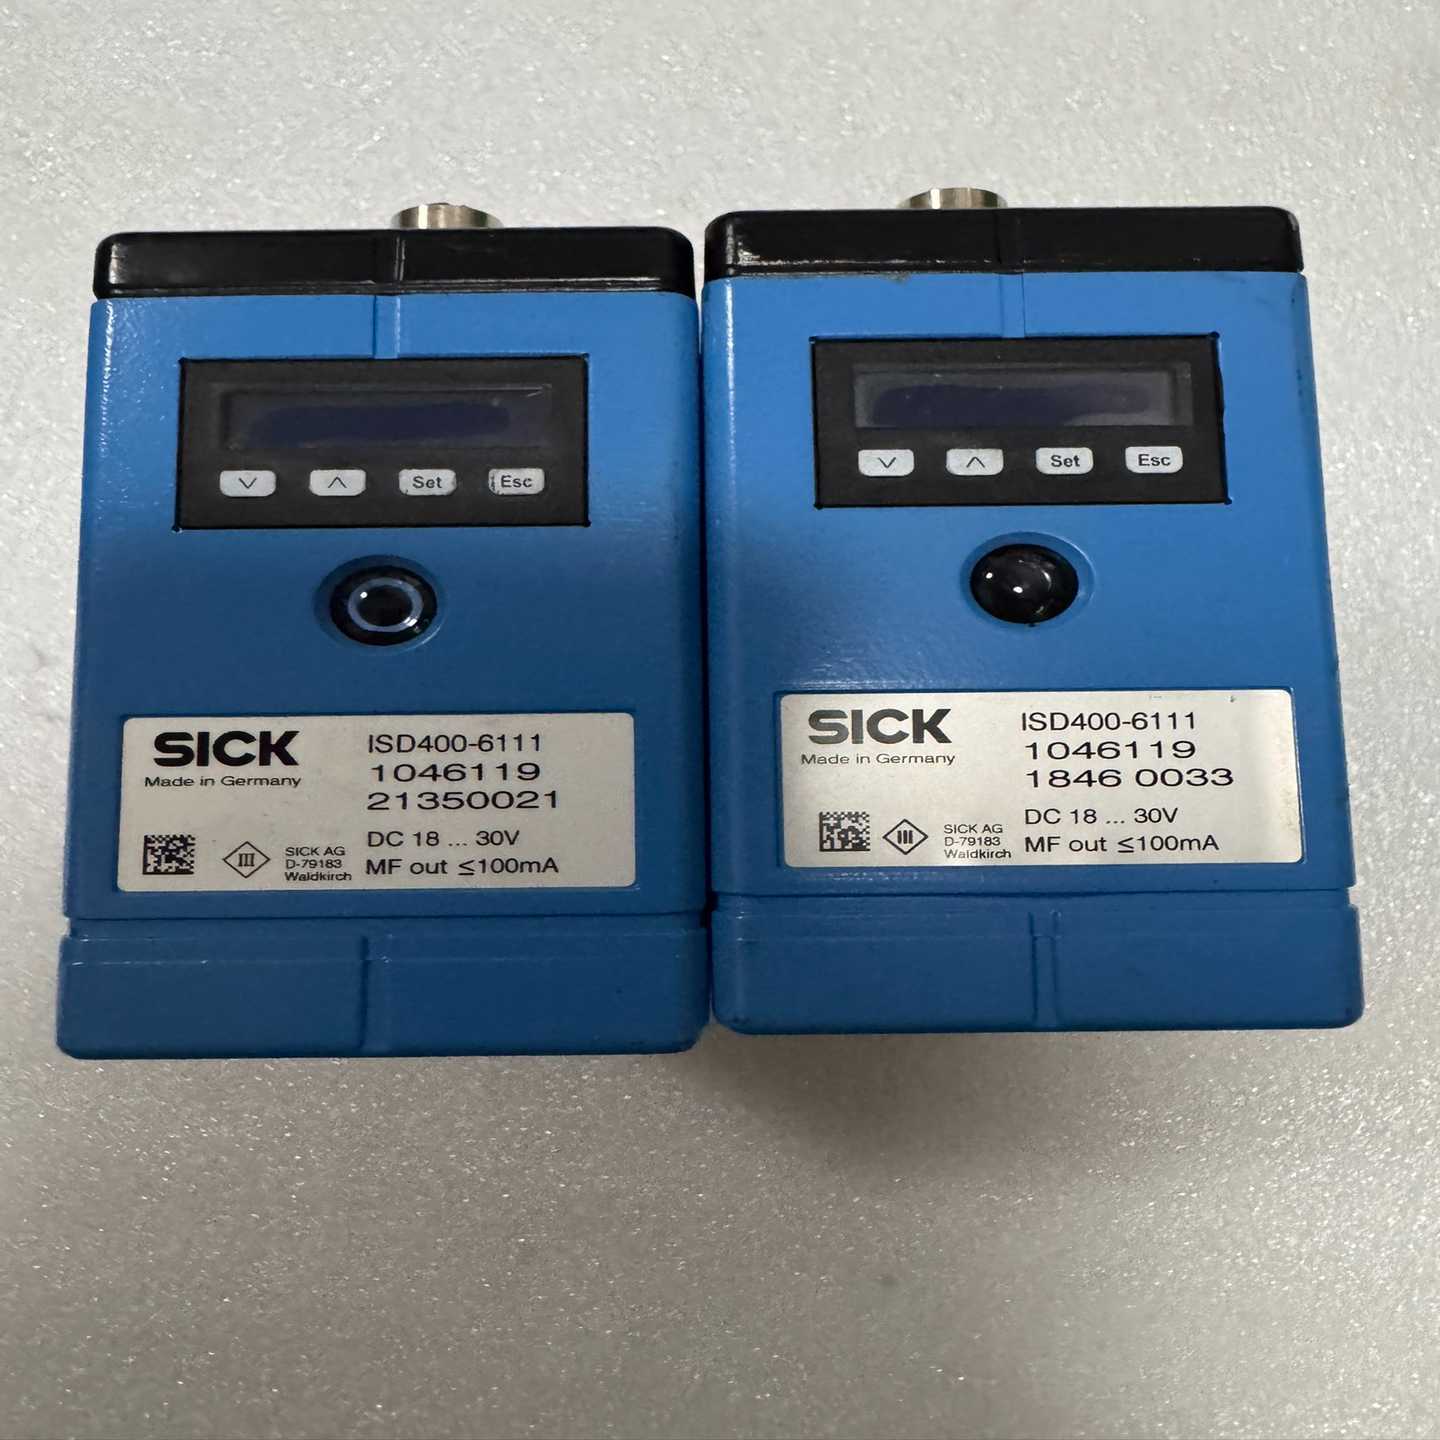 Set Esc
SICK
Made in Germany
ISD400-6111
1046119
21350021
DC 18 ... 30V
MF out ≤100mA
III
SICK AG
D-79183
Waldkirch
Set Esc
SICK
Made in Germany
ISD400-6111
1046119
1846 0033
DC 18 ... 30V
MF out ≤100mA
III
SICK AG
D-79183
Waldkirch